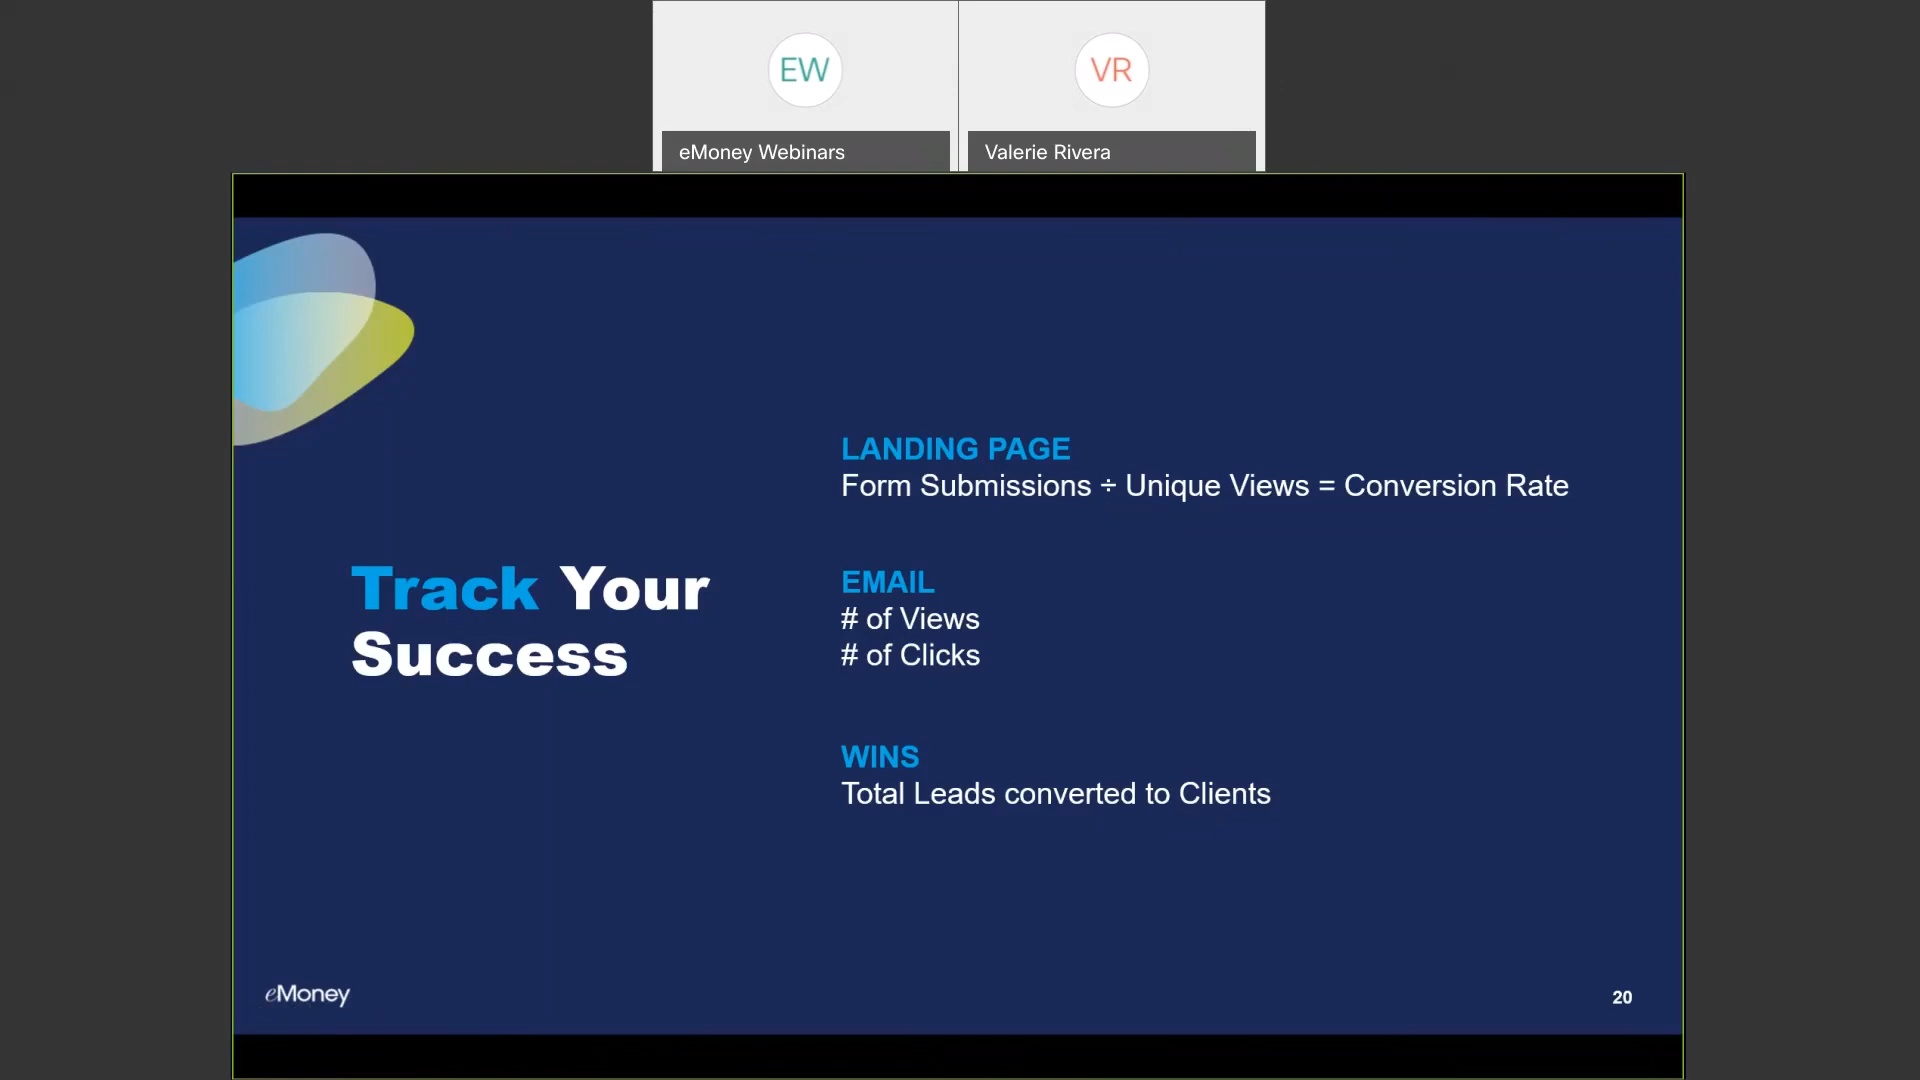 EW
VR
eMoney Webinars
Valerie Rivera
LANDING PAGE
Form Submissions ÷ Unique Views = Conversion Rate
Track Your
Success
EMAIL
# of Views
# of Clicks
WINS
Total Leads converted to Clients
eMoney
20